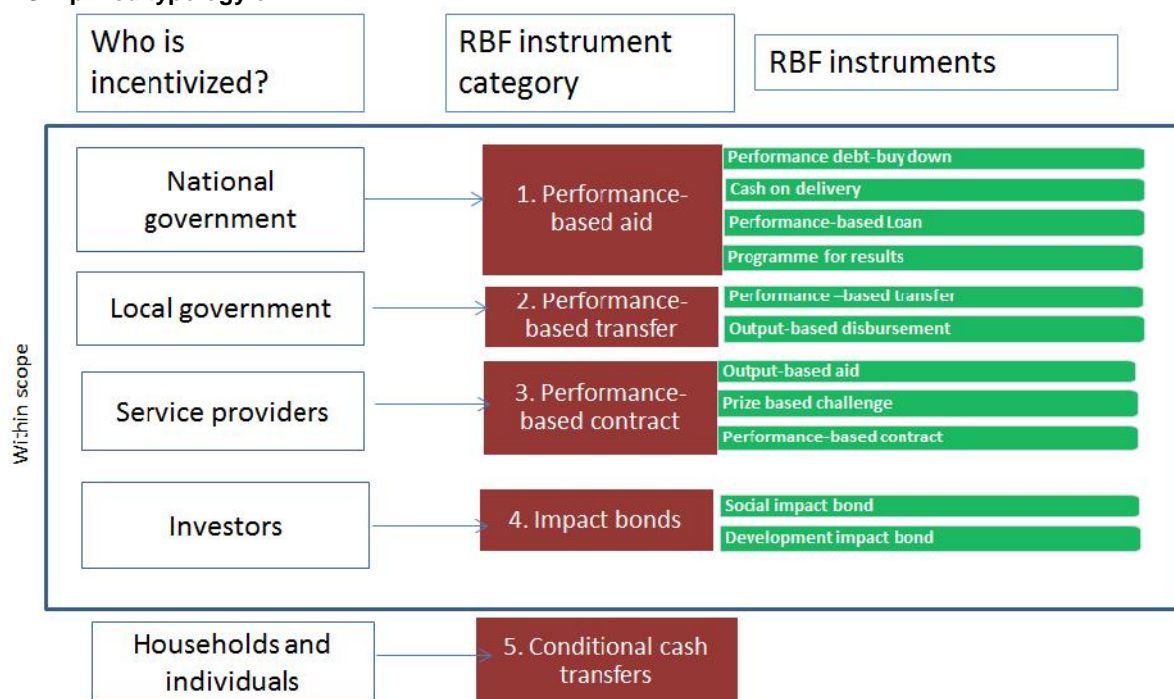 Who is
incentivized?
RBF instrument
category
RBF instruments
Within scope
National
government
1. Performance-
based aid
Performance debt-buy down
Cash on delivery
Performance-based Loan
Programme for results
Local government
2. Performance-
based transfer
Performance –based transfer
Output-based disbursement
Service providers
3. Performance-
based contract
Output-based aid
Prize based challenge
Performance-based contract
Investors
4. Impact bonds
Social impact bond
Development impact bond
Households and
individuals
5. Conditional cash
transfers